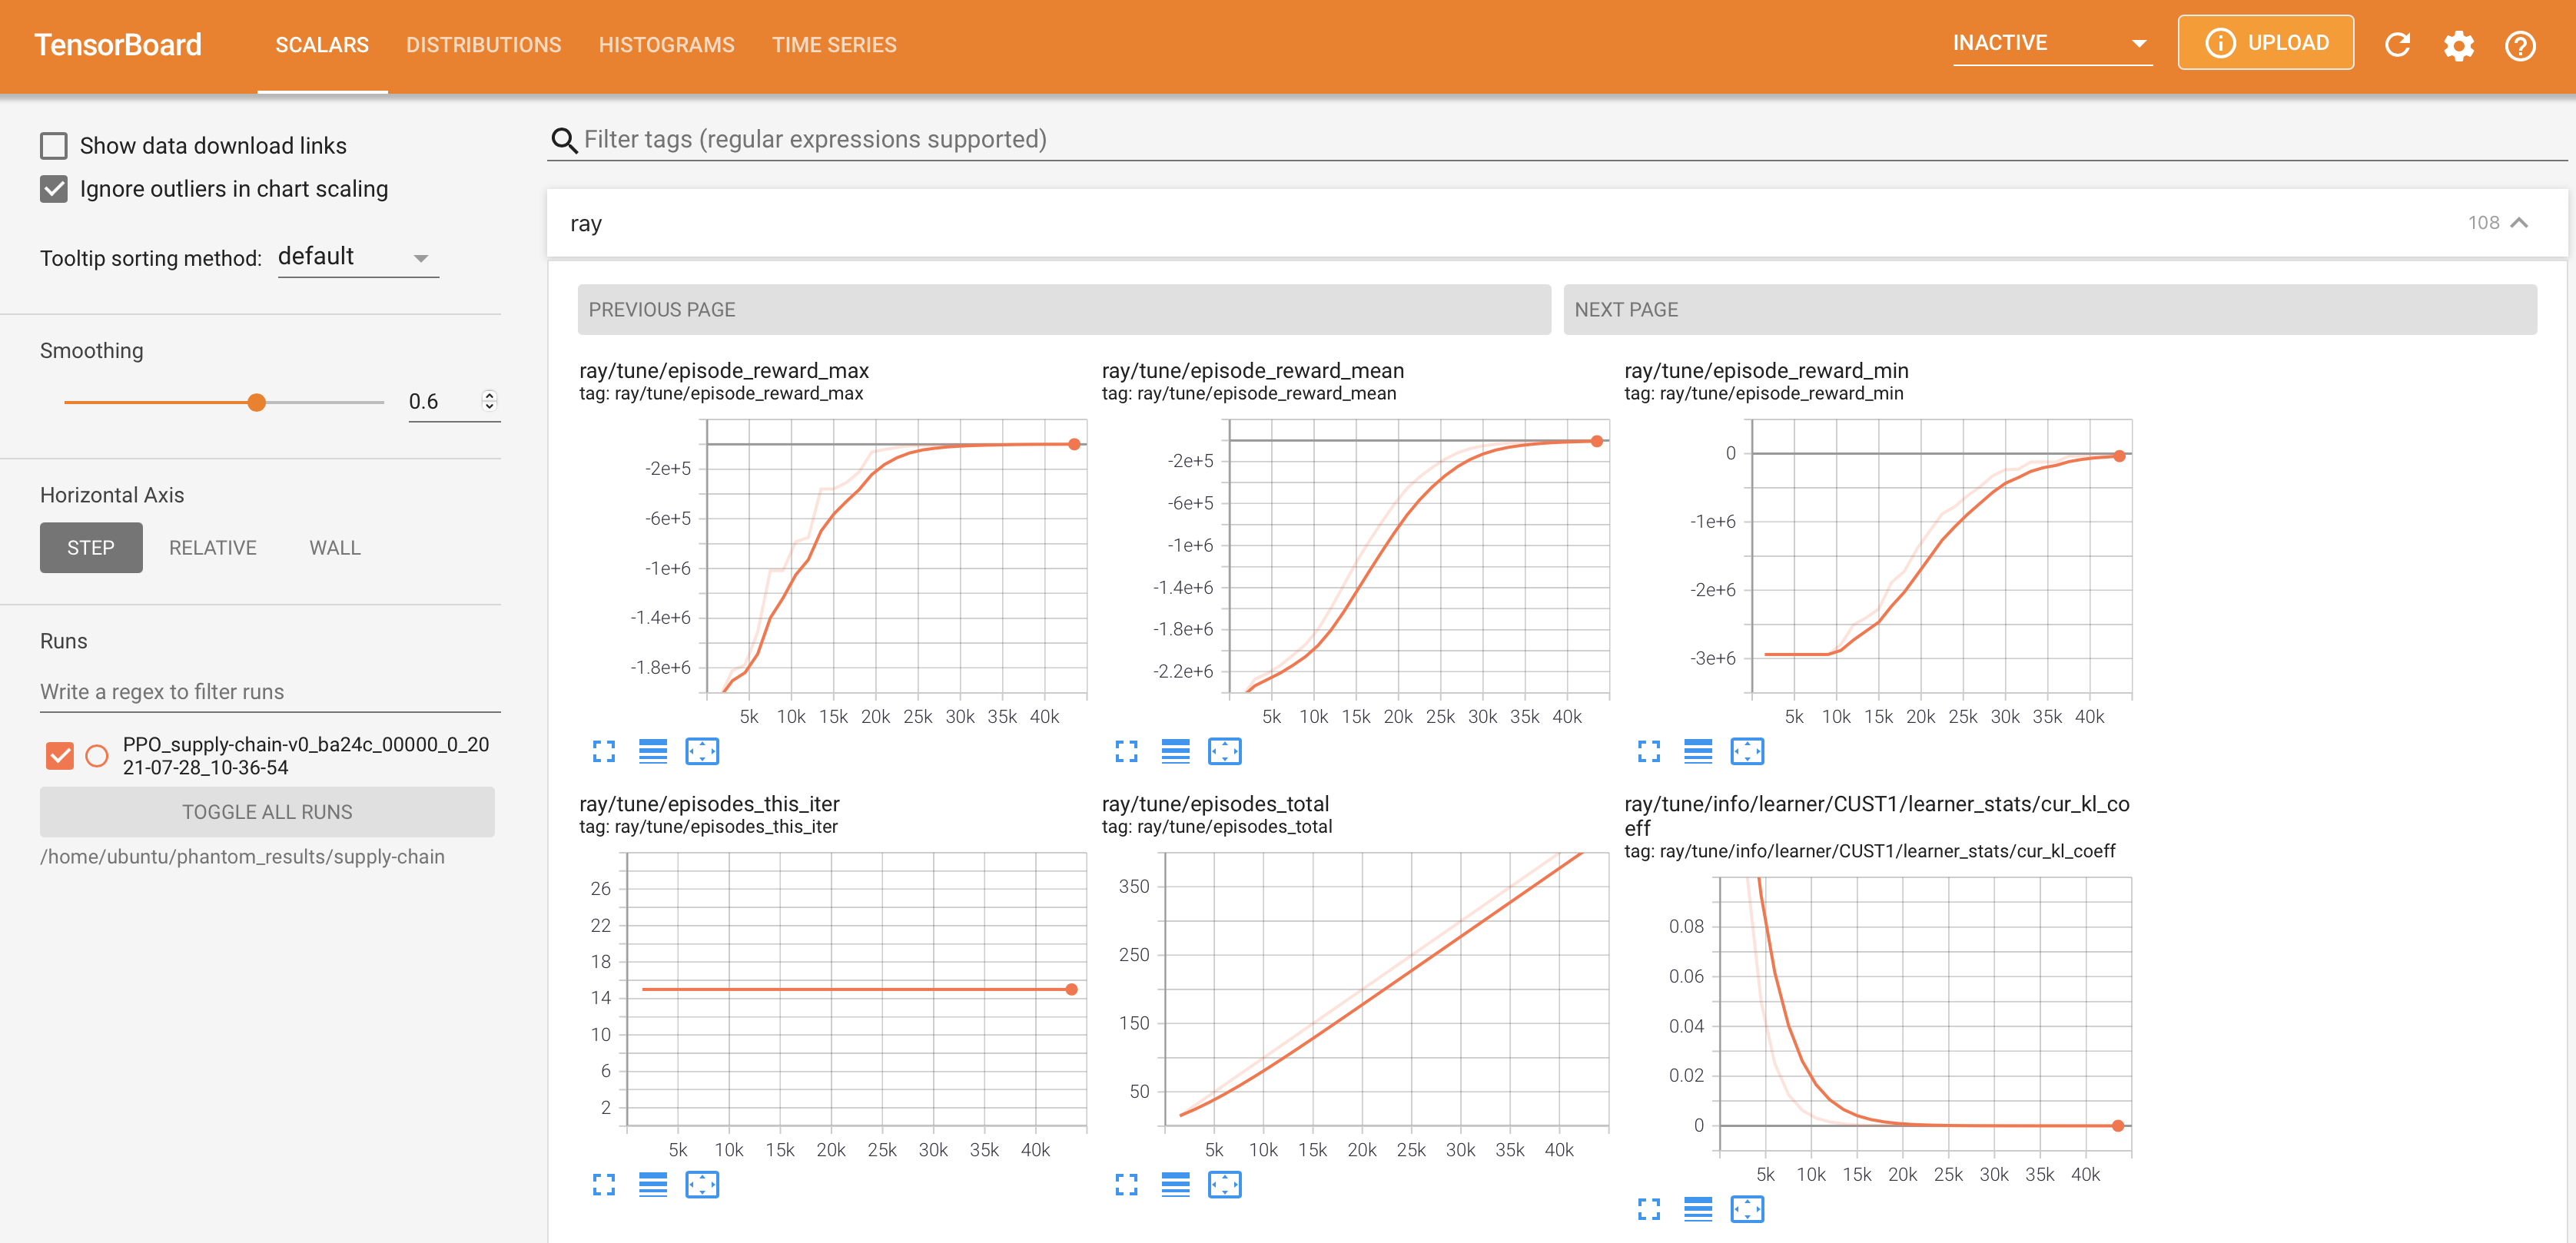 TensorBoard SCALARS DISTRIBUTIONS HISTOGRAMS TIME SERIES INACTIVE UPLOAD
Show data download links
Ignore outliers in chart scaling
Tooltip sorting method: default
Smoothing
0.6
Horizontal Axis
STEP RELATIVE WALL
Runs
Write a regex to filter runs
PPO_supply-chain-v0_ba24c_00000_0_20
21-07-28_10-36-54
TOGGLE ALL RUNS
/home/ubuntu/phantom_results/supply-chain
Filter tags (regular expressions supported)
ray 108
PREVIOUS PAGE NEXT PAGE
ray/tune/episode_reward_max
tag: ray/tune/episode_reward_max
-2e+5
-6e+5
-1e+6
-1.4e+6
-1.8e+6
5k 10k 15k 20k 25k 30k 35k 40k
ray/tune/episode_reward_mean
tag: ray/tune/episode_reward_mean
-2e+5
-6e+5
-1e+6
-1.4e+6
-1.8e+6
-2.2e+6
5k 10k 15k 20k 25k 30k 35k 40k
ray/tune/episode_reward_min
tag: ray/tune/episode_reward_min
0
-1e+6
-2e+6
-3e+6
5k 10k 15k 20k 25k 30k 35k 40k
ray/tune/episodes_this_iter
tag: ray/tune/episodes_this_iter
26
22
18
14
10
6
2
5k 10k 15k 20k 25k 30k 35k 40k
ray/tune/episodes_total
tag: ray/tune/episodes_total
350
250
150
50
5k 10k 15k 20k 25k 30k 35k 40k
ray/tune/info/learner/CUST1/learner_stats/cur_kl_co
eff
tag: ray/tune/info/learner/CUST1/learner_stats/cur_kl_coeff
0.08
0.06
0.04
0.02
0
5k 10k 15k 20k 25k 30k 35k 40k